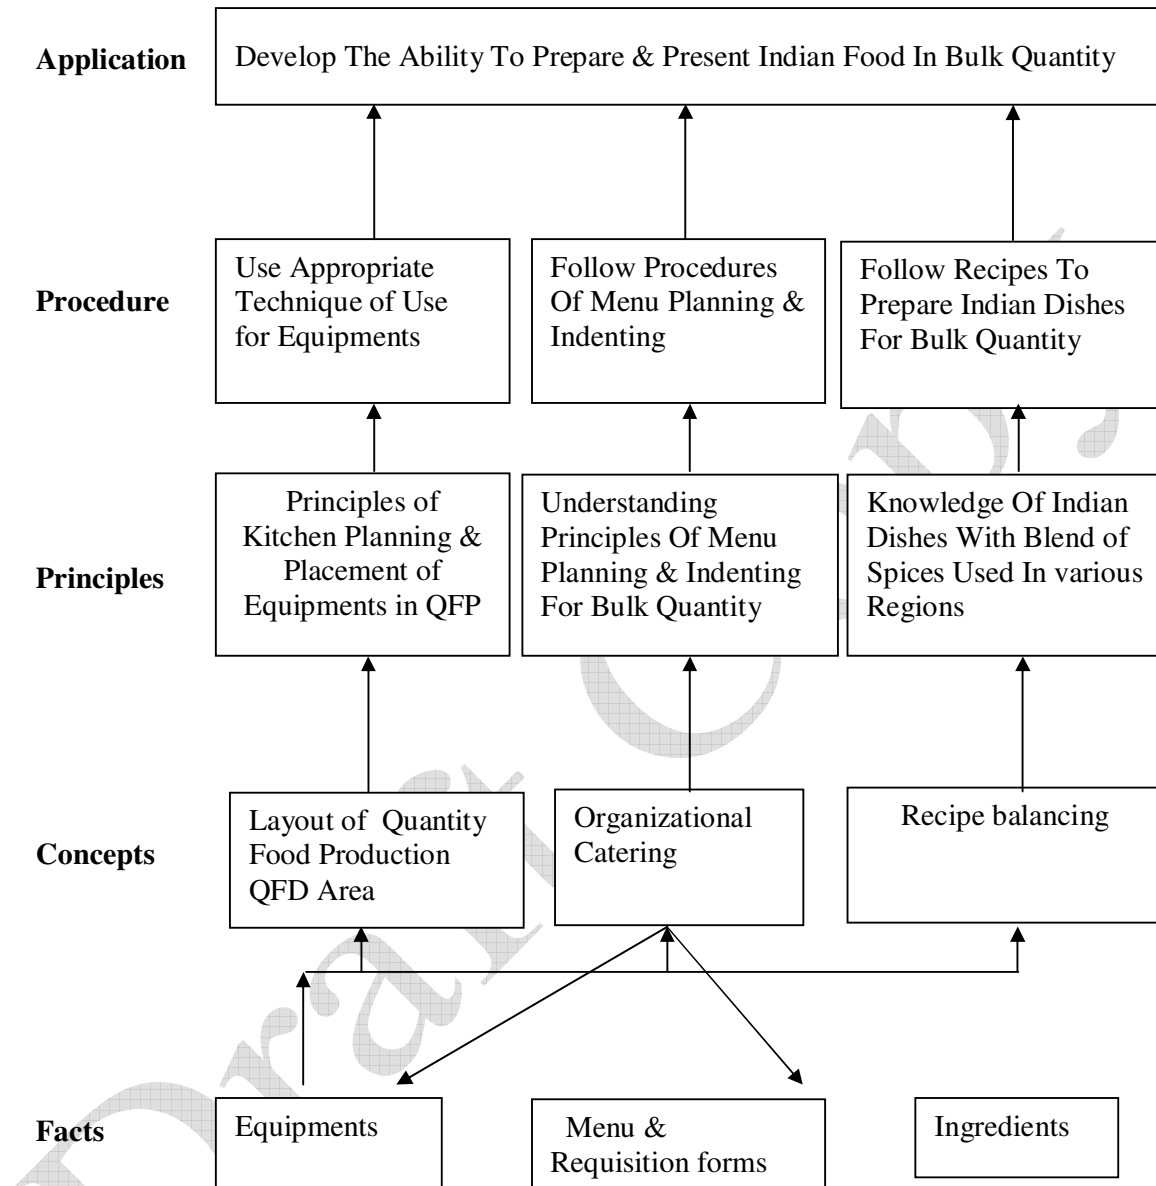 Application
Develop The Ability To Prepare & Present Indian Food In Bulk Quantity
Procedure
Use Appropriate
Technique of Use
for Equipments
Follow Procedures
Of Menu Planning &
Indenting
Follow Recipes To
Prepare Indian Dishes
For Bulk Quantity
Principles
Principles of
Kitchen Planning &
Placement of
Equipments in QFP
Understanding
Principles Of Menu
Planning & Indenting
For Bulk Quantity
Knowledge Of Indian
Dishes With Blend of
Spices Used In various
Regions
Concepts
Layout of Quantity
Food Production
QFD Area
Organizational
Catering
Recipe balancing
Facts
Equipments
Menu &
Requisition forms
Ingredients
Draft Copy